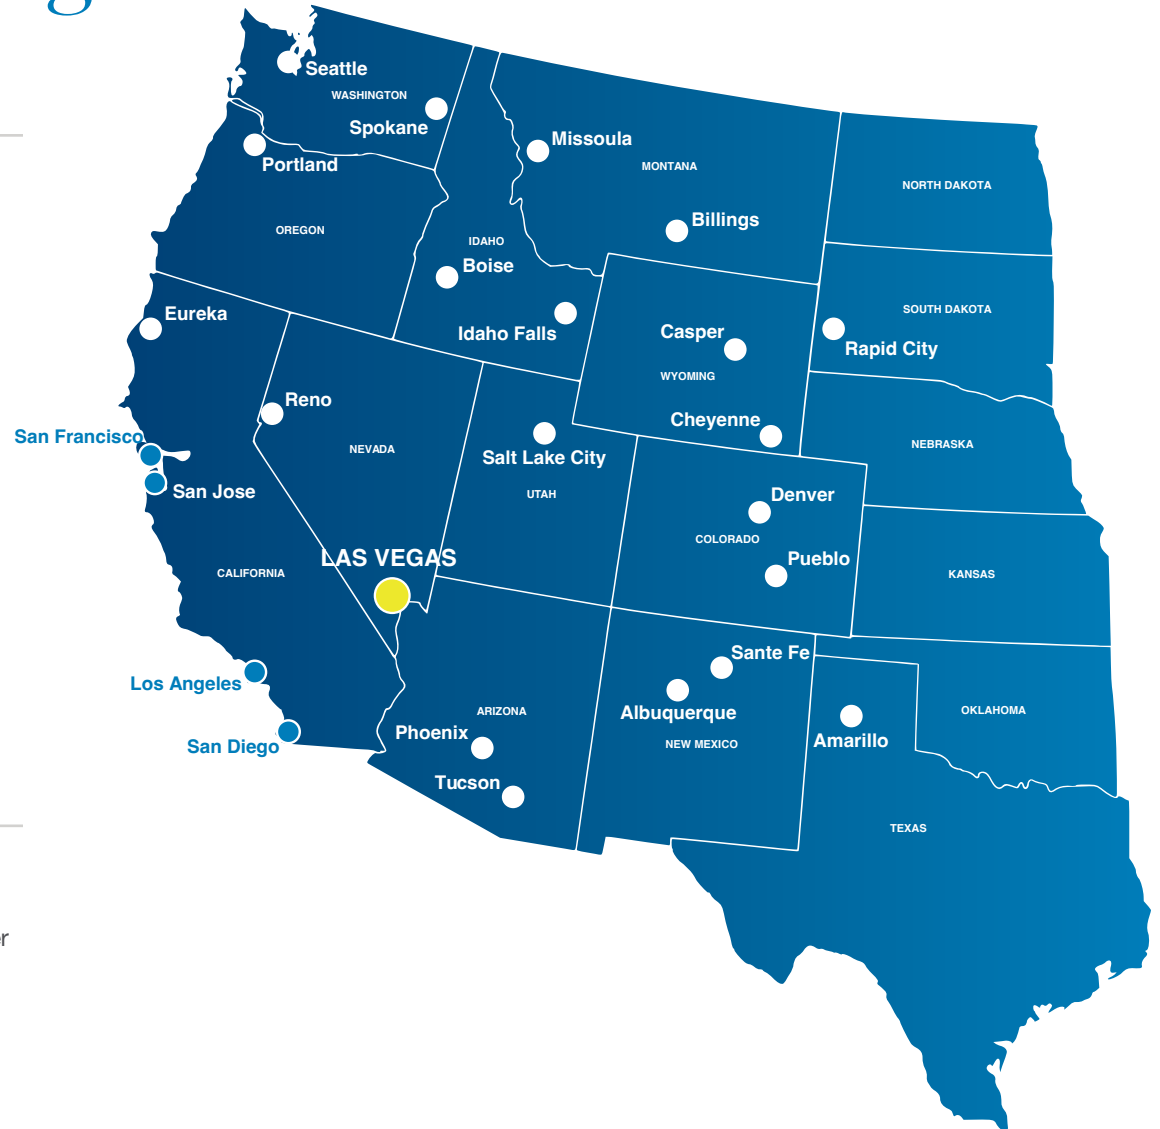 g
Seattle
WASHINGTON
Spokane
Missoula
Portland
MONTANA
NORTH DAKOTA
Billings
OREGON
IDAHO
Boise
Eureka
SOUTH DAKOTA
Idaho Falls
Casper
Rapid City
WYOMING
Reno
Cheyenne
San Francisco
NEVADA
NEBRASKA
Salt Lake City
San Jose
UTAH
Denver
COLORADO
LAS VEGAS
Pueblo
CALIFORNIA
KANSAS
Sante Fe
Los Angeles
ARIZONA
Albuquerque
OKLAHOMA
Phoenix
San Diego
NEW MEXICO
Amarillo
Tucson
TEXAS
er